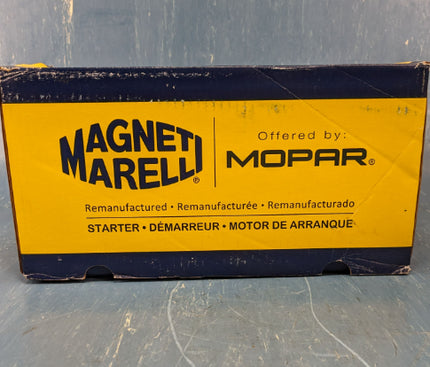 MAGNETI
MARELLI®
Offered by:
MOPAR®
Remanufactured • Remanufacturée • Remanufacturado
STARTER • DÉMARREUR • MOTOR DE ARRANQUE